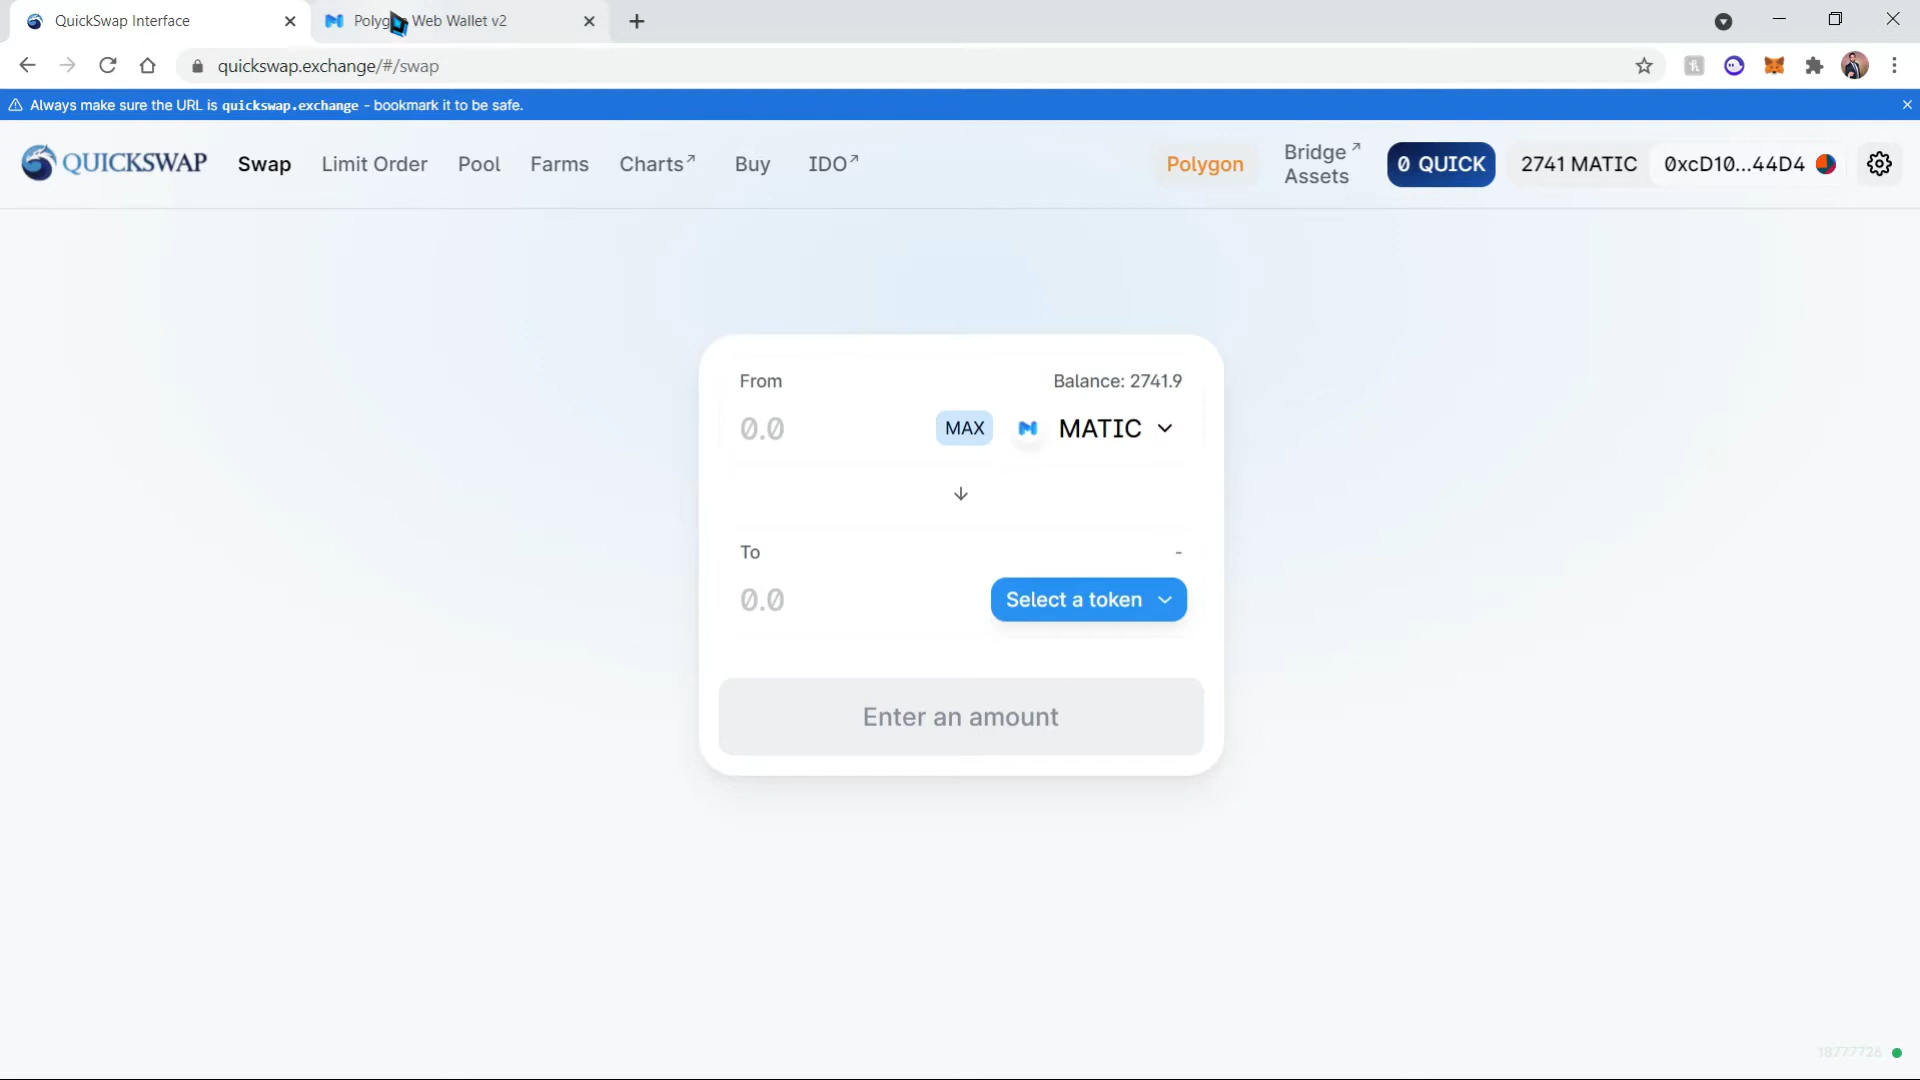 QuickSwap Interface
Polygon Web Wallet v2
quickswap.exchange/#/swap
Always make sure the URL is quickswap.exchange - bookmark it to be safe.
QUICKSWAP
Swap
Limit Order
Pool
Farms
Charts↗
Buy
IDO↗
Polygon
Bridge↗
Assets
0 QUICK
2741 MATIC
0xcD10...44D4
From
Balance: 2741.9
0.0
MAX
MATIC
To
-
0.0
Select a token
Enter an amount